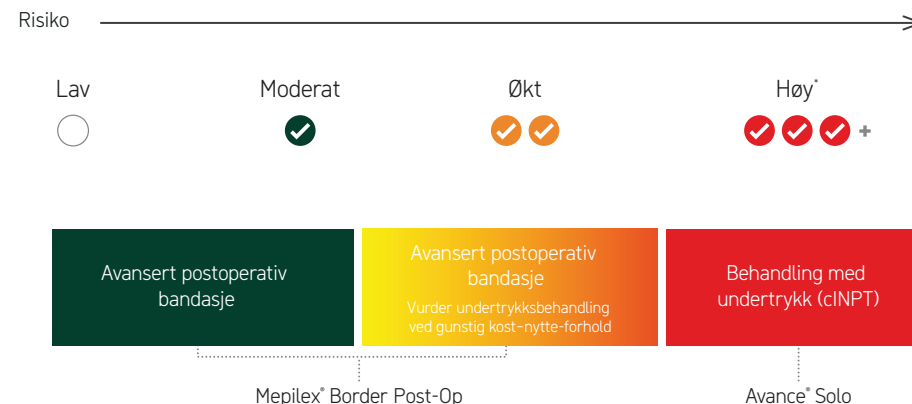 Risiko
Lav
Moderat
Økt
Høy*
+
Avansert postoperativ
bandasje
Avansert postoperativ
bandasje
Vurder undertrykksbehandling
ved gunstig kost–nytte-forhold
Behandling med
undertrykk (cINPT)
Mepilex® Border Post-Op
Avance® Solo